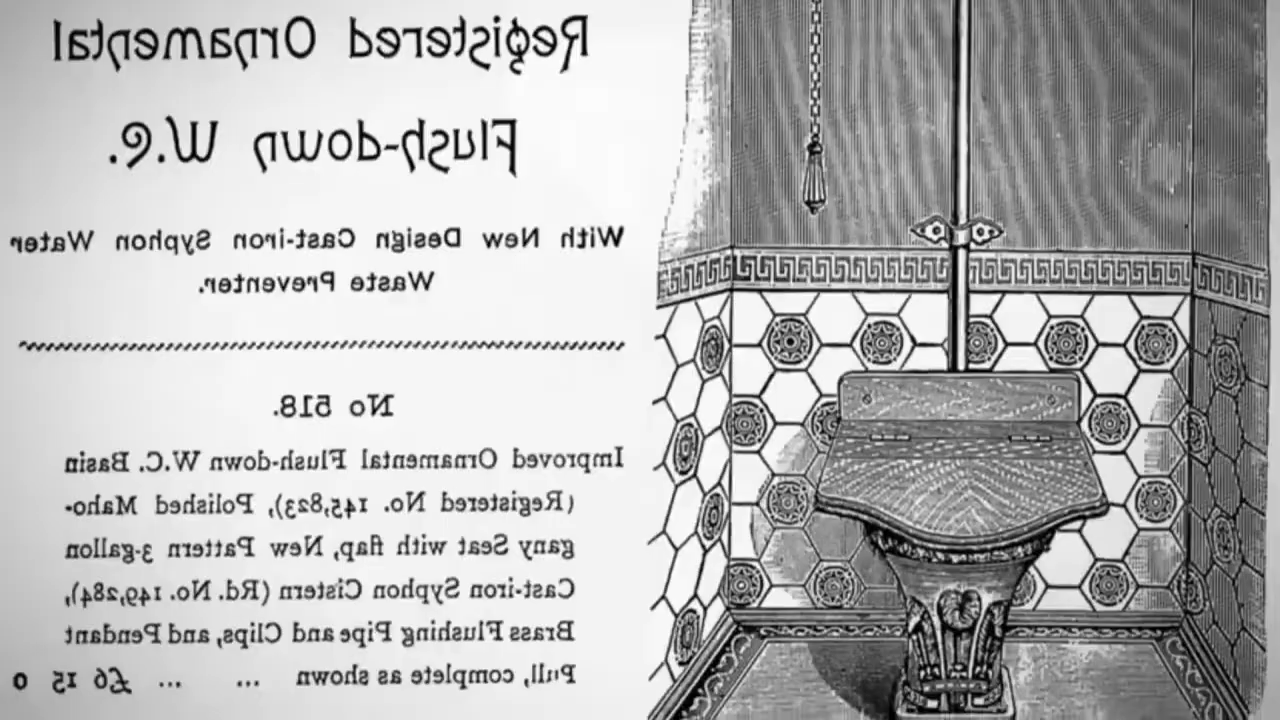 Registered Ornamental
Flush-down W.C.
With New Design Cast-iron Syphon Water
Waste Preventer.
No 518.
Improved Ornamental Flush-down W.C. Basin
(Registered No. 145,823), Polished Maho-
gany Seat with flap, New Pattern 3-gallon
Cast-iron Syphon Cistern (Rd. No. 149,284),
Brass Flushing Pipe and Clips, and Pendant
Pull, complete as shown ... ... £6 15 0